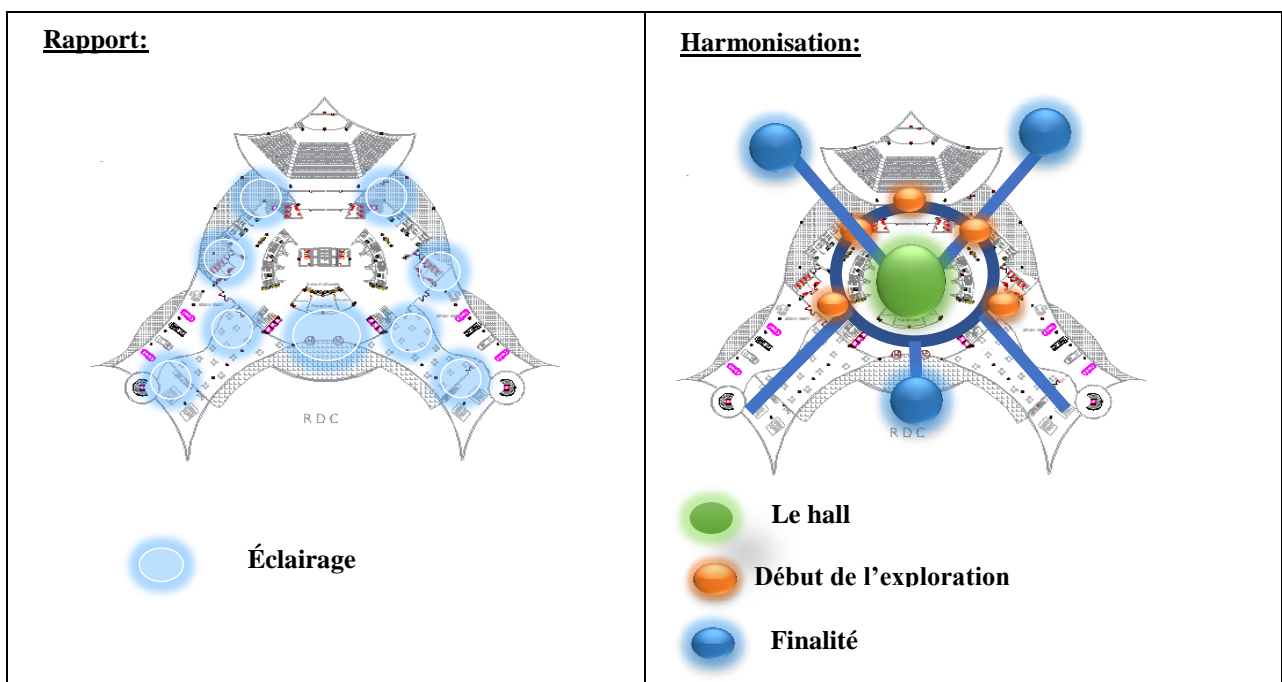 Rapport:
RDC
Éclairage
Harmonisation:
RDC
Le hall
Début de l’exploration
Finalité